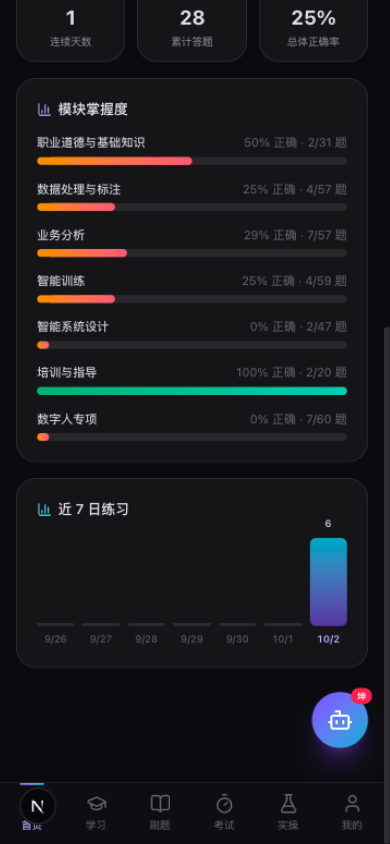 1
28
25%
连续天数
累计答题
总体正确率
模块掌握度
职业道德与基础知识 50% 正确 · 2/31 题
数据处理与标注 25% 正确 · 4/57 题
业务分析 29% 正确 · 7/57 题
智能训练 25% 正确 · 4/59 题
智能系统设计 0% 正确 · 2/47 题
培训与指导 100% 正确 · 2/20 题
数字人专项 0% 正确 · 7/60 题
近 7 日练习
6
9/26 9/27 9/28 9/29 9/30 10/1 10/2
坤
N
首页 学习 刷题 考试 实操 我的